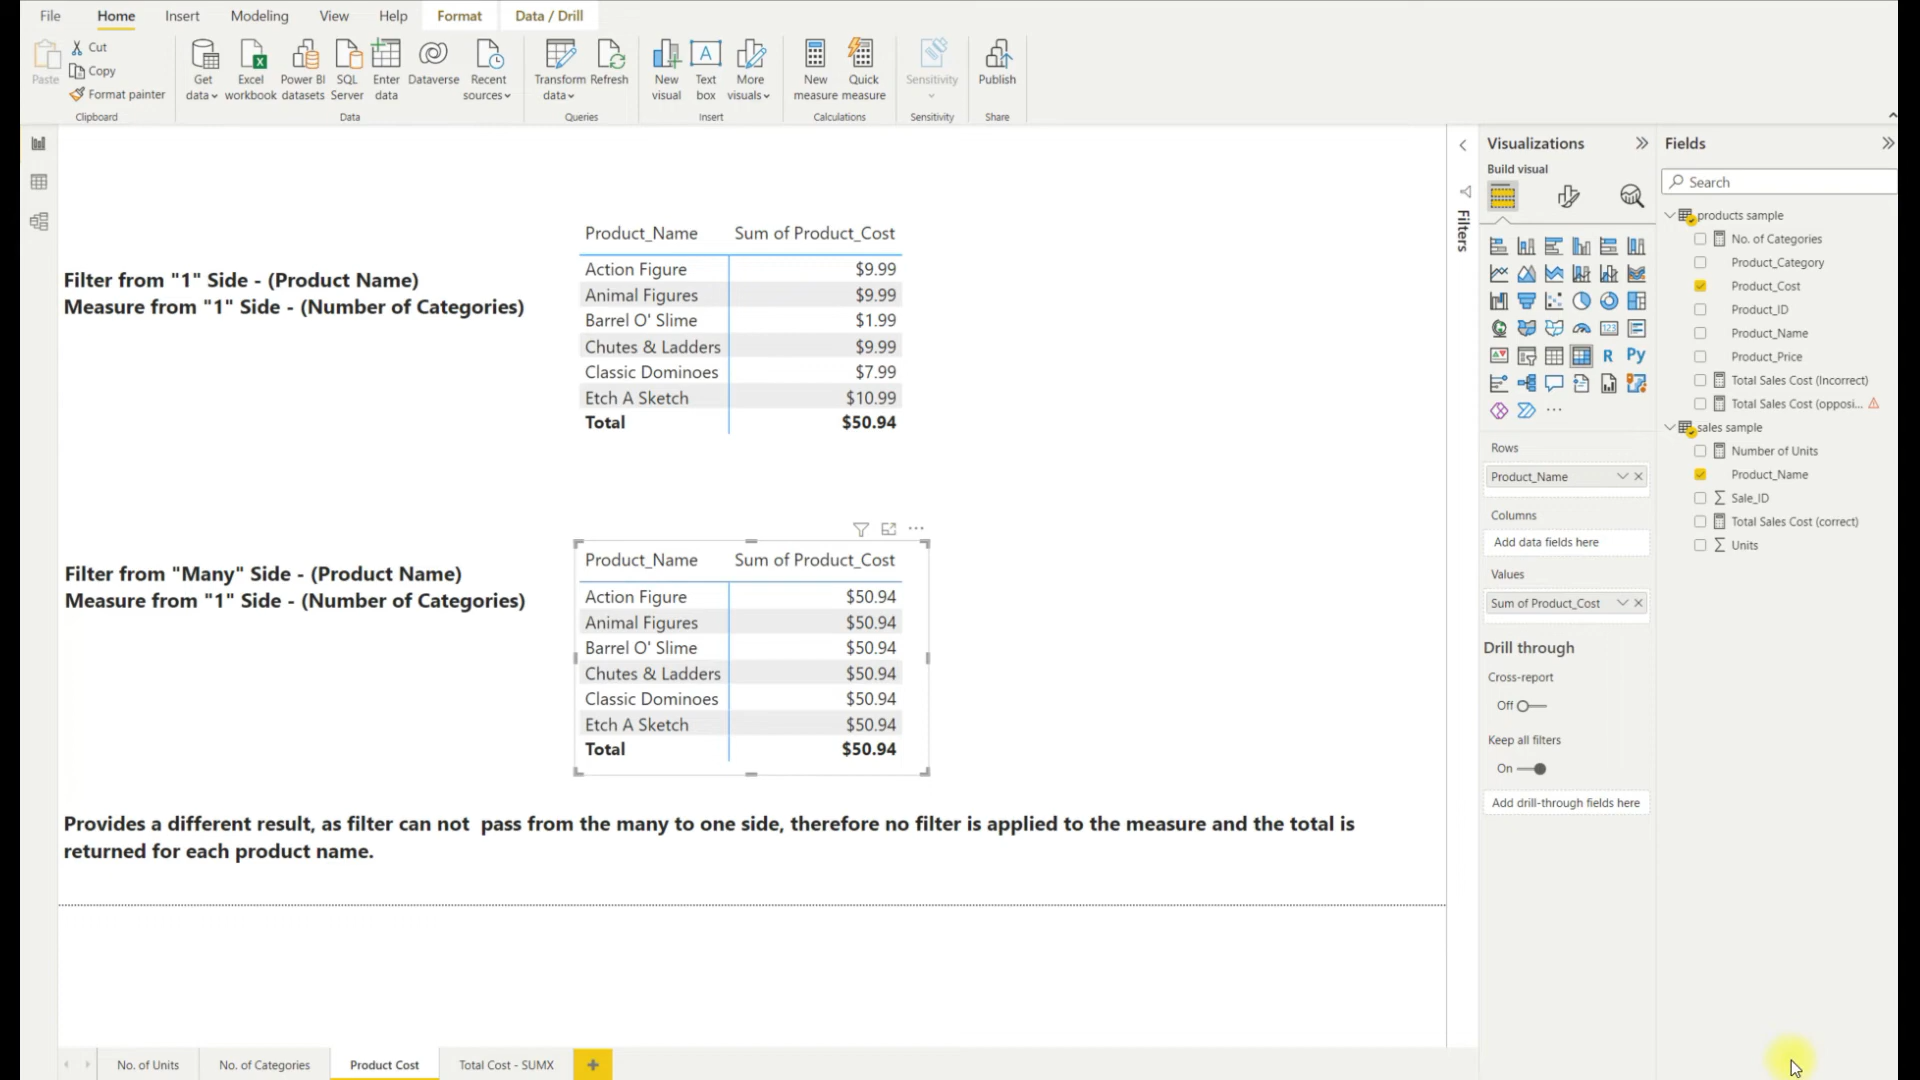 File Home Insert Modeling View Help Format Data / Drill
Paste
Cut
Copy
Format painter
Clipboard
Get data
Excel workbook
Power BI datasets
SQL Server
Enter data
Dataverse
Recent sources
Data
Transform data
Refresh
Queries
New visual
Text box
More visuals
Insert
New measure
Quick measure
Calculations
Sensitivity
Sensitivity
Publish
Share
Filter from "1" Side - (Product Name)
Measure from "1" Side - (Number of Categories)
Product_Name Sum of Product_Cost
Action Figure $9.99
Animal Figures $9.99
Barrel O' Slime $1.99
Chutes & Ladders $9.99
Classic Dominoes $7.99
Etch A Sketch $10.99
Total $50.94
Filter from "Many" Side - (Product Name)
Measure from "1" Side - (Number of Categories)
Product_Name Sum of Product_Cost
Action Figure $50.94
Animal Figures $50.94
Barrel O' Slime $50.94
Chutes & Ladders $50.94
Classic Dominoes $50.94
Etch A Sketch $50.94
Total $50.94
Provides a different result, as filter can not pass from the many to one side, therefore no filter is applied to the measure and the total is
returned for each product name.
Filters
Visualizations
Build visual
123
R
Py
Rows
Product_Name
Columns
Add data fields here
Values
Sum of Product_Cost
Drill through
Cross-report
Off
Keep all filters
On
Add drill-through fields here
Fields
Search
products sample
No. of Categories
Product_Category
Product_Cost
Product_ID
Product_Name
Product_Price
Total Sales Cost (Incorrect)
Total Sales Cost (opposi...
sales sample
Number of Units
Product_Name
Sale_ID
Total Sales Cost (correct)
Units
No. of Units No. of Categories Product Cost Total Cost - SUMX +